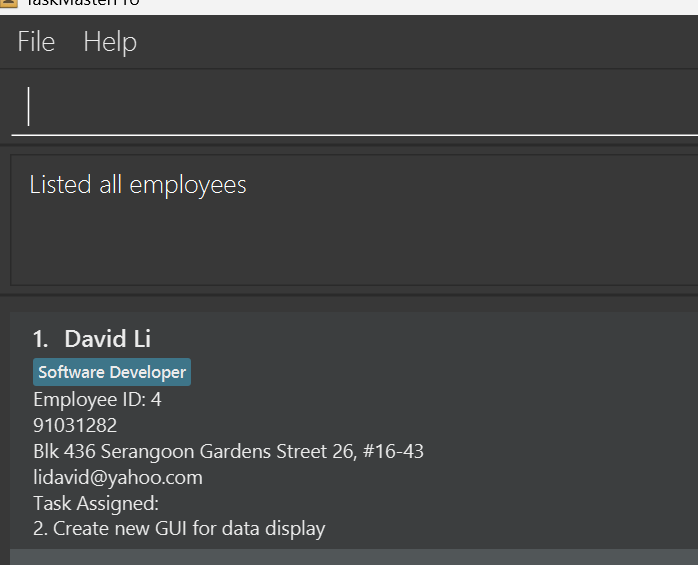 TaskMasterPro
File Help
Listed all employees
1. David Li
Software Developer
Employee ID: 4
91031282
Blk 436 Serangoon Gardens Street 26, #16-43
lidavid@yahoo.com
Task Assigned:
2. Create new GUI for data display